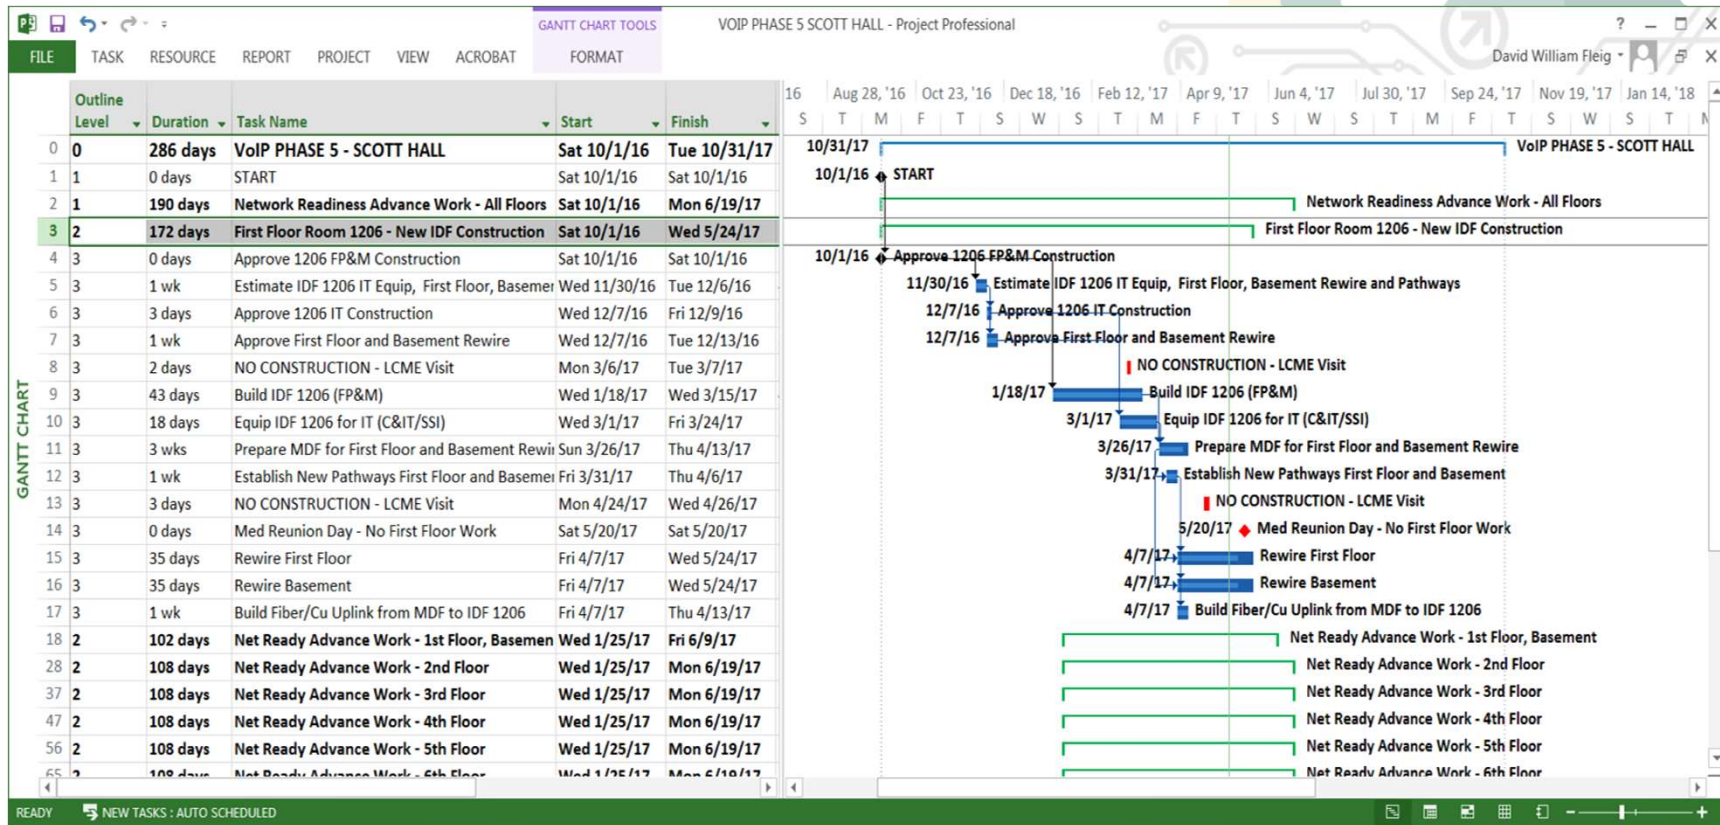 GANTT CHART TOOLS
VOIP PHASE 5 SCOTT HALL - Project Professional
?
FILE TASK RESOURCE REPORT PROJECT VIEW ACROBAT FORMAT
David William Fleig
16 Aug 28, '16 Oct 23, '16 Dec 18, '16 Feb 12, '17 Apr 9, '17 Jun 4, '17 Jul 30, '17 Sep 24, '17 Nov 19, '17 Jan 14, '18
Outline
Level Duration Task Name Start Finish
S T M F T S W S T M F T S W S T M F T S W S T
0 0 286 days VoIP PHASE 5 - SCOTT HALL Sat 10/1/16 Tue 10/31/17 10/31/17 VoIP PHASE 5 - SCOTT HALL
1 1 0 days START Sat 10/1/16 Sat 10/1/16 10/1/16 START
2 1 190 days Network Readiness Advance Work - All Floors Sat 10/1/16 Mon 6/19/17 Network Readiness Advance Work - All Floors
3 2 172 days First Floor Room 1206 - New IDF Construction Sat 10/1/16 Wed 5/24/17 First Floor Room 1206 - New IDF Construction
4 3 0 days Approve 1206 FP&M Construction Sat 10/1/16 Sat 10/1/16 10/1/16 Approve 1206 FP&M Construction
5 3 1 wk Estimate IDF 1206 IT Equip, First Floor, Basemer Wed 11/30/16 Tue 12/6/16 11/30/16 Estimate IDF 1206 IT Equip, First Floor, Basement Rewire and Pathways
6 3 3 days Approve 1206 IT Construction Wed 12/7/16 Fri 12/9/16 12/7/16 Approve 1206 IT Construction
7 3 1 wk Approve First Floor and Basement Rewire Wed 12/7/16 Tue 12/13/16 12/7/16 Approve First Floor and Basement Rewire
8 3 2 days NO CONSTRUCTION - LCME Visit Mon 3/6/17 Tue 3/7/17 NO CONSTRUCTION - LCME Visit
9 3 43 days Build IDF 1206 (FP&M) Wed 1/18/17 Wed 3/15/17 1/18/17 Build IDF 1206 (FP&M)
10 3 18 days Equip IDF 1206 for IT (C&IT/SSI) Wed 3/1/17 Fri 3/24/17 3/1/17 Equip IDF 1206 for IT (C&IT/SSI)
11 3 3 wks Prepare MDF for First Floor and Basement Rewir Sun 3/26/17 Thu 4/13/17 3/26/17 Prepare MDF for First Floor and Basement Rewire
12 3 1 wk Establish New Pathways First Floor and Baseme Fri 3/31/17 Thu 4/6/17 3/31/17 Establish New Pathways First Floor and Basement
13 3 3 days NO CONSTRUCTION - LCME Visit Mon 4/24/17 Wed 4/26/17 NO CONSTRUCTION - LCME Visit
14 3 0 days Med Reunion Day - No First Floor Work Sat 5/20/17 Sat 5/20/17 5/20/17 Med Reunion Day - No First Floor Work
15 3 35 days Rewire First Floor Fri 4/7/17 Wed 5/24/17 4/7/17 Rewire First Floor
16 3 35 days Rewire Basement Fri 4/7/17 Wed 5/24/17 4/7/17 Rewire Basement
17 3 1 wk Build Fiber/Cu Uplink from MDF to IDF 1206 Fri 4/7/17 Thu 4/13/17 4/7/17 Build Fiber/Cu Uplink from MDF to IDF 1206
18 2 102 days Net Ready Advance Work - 1st Floor, Basemen Wed 1/25/17 Fri 6/9/17 Net Ready Advance Work - 1st Floor, Basement
28 2 108 days Net Ready Advance Work - 2nd Floor Wed 1/25/17 Mon 6/19/17 Net Ready Advance Work - 2nd Floor
37 2 108 days Net Ready Advance Work - 3rd Floor Wed 1/25/17 Mon 6/19/17 Net Ready Advance Work - 3rd Floor
47 2 108 days Net Ready Advance Work - 4th Floor Wed 1/25/17 Mon 6/19/17 Net Ready Advance Work - 4th Floor
56 2 108 days Net Ready Advance Work - 5th Floor Wed 1/25/17 Mon 6/19/17 Net Ready Advance Work - 5th Floor
65 2 108 days Net Ready Advance Work - 6th Floor Wed 1/25/17 Mon 6/19/17 Net Ready Advance Work - 6th Floor
GANTT CHART
READY NEW TASKS : AUTO SCHEDULED